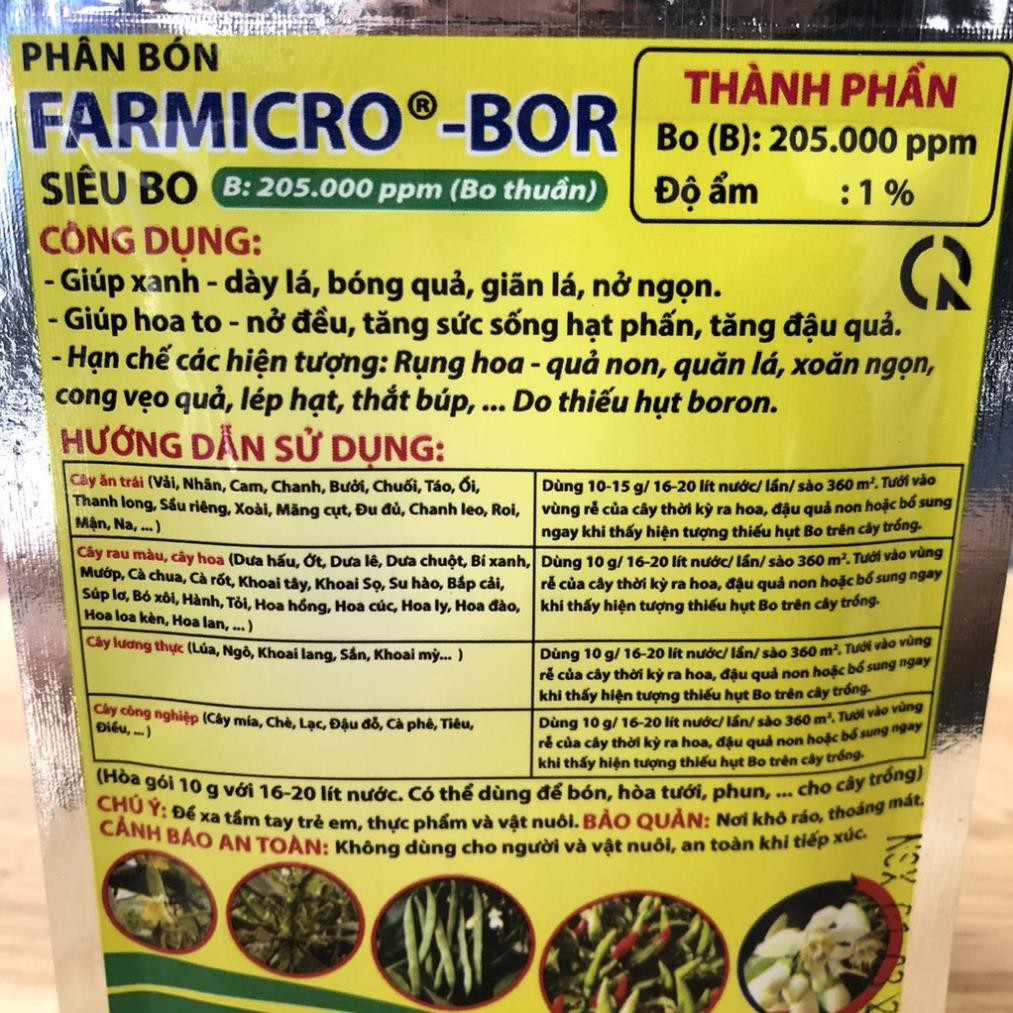 PHÂN BÓN
FARMICRO®-BOR
SIÊU BO B: 205.000 ppm (Bo thuần)
THÀNH PHẦN
Bo (B): 205.000 ppm
Độ ẩm : 1 %
CÔNG DỤNG:
- Giúp xanh - dày lá, bóng quả, giãn lá, nở ngọn.
- Giúp hoa to - nở đều, tăng sức sống hạt phấn, tăng đậu quả.
- Hạn chế các hiện tượng: Rụng hoa - quả non, quăn lá, xoăn ngọn,
cong vẹo quả, lép hạt, thắt búp, ... Do thiếu hụt boron.
HƯỚNG DẪN SỬ DỤNG:
Cây ăn trái (Vải, Nhãn, Cam, Chanh, Bưởi, Chuối, Táo, Ổi,
Thanh long, Sầu riêng, Xoài, Măng cụt, Đu đủ, Chanh leo, Roi,
Mận, Na, ... )
Dùng 10-15 g/ 16-20 lít nước/ lần/ sào 360 m². Tưới vào
vùng rễ của cây thời kỳ ra hoa, đậu quả non hoặc bổ sung
ngay khi thấy hiện tượng thiếu hụt Bo trên cây trồng.
Cây rau màu, cây hoa (Dưa hấu, Ớt, Dưa lê, Dưa chuột, Bí xanh,
Mướp, Cà chua, Cà rốt, Khoai tây, Khoai Sọ, Su hào, Bắp cải,
Súp lơ, Bó xôi, Hành, Tỏi, Hoa hồng, Hoa cúc, Hoa ly, Hoa đào,
Hoa loa kèn, Hoa lan, ... )
Dùng 10 g/ 16-20 lít nước/ lần/ sào 360 m². Tưới vào vùng
rễ của cây thời kỳ ra hoa, đậu quả non hoặc bổ sung ngay
khi thấy hiện tượng thiếu hụt Bo trên cây trồng.
Cây lương thực (Lúa, Ngô, Khoai lang, Sắn, Khoai mỳ... )
Dùng 10 g/ 16-20 lít nước/ lần/ sào 360 m². Tưới vào vùng
rễ của cây thời kỳ ra hoa, đậu quả non hoặc bổ sung ngay
khi thấy hiện tượng thiếu hụt Bo trên cây trồng.
Cây công nghiệp (Cây mía, Chè, Lạc, Đậu đỗ, Cà phê, Tiêu,
Điều, ... )
Dùng 10 g/ 16-20 lít nước/ lần/ sào 360 m². Tưới vào vùng
rễ của cây thời kỳ ra hoa, đậu quả non hoặc bổ sung ngay
khi thấy hiện tượng thiếu hụt Bo trên cây trồng.
(Hòa gói 10 g với 16-20 lít nước. Có thể dùng để bón, hòa tưới, phun, ... cho cây trồng)
CHÚ Ý: Để xa tầm tay trẻ em, thực phẩm và vật nuôi. BẢO QUẢN: Nơi khô ráo, thoáng mát.
CẢNH BÁO AN TOÀN: Không dùng cho người và vật nuôi, an toàn khi tiếp xúc.